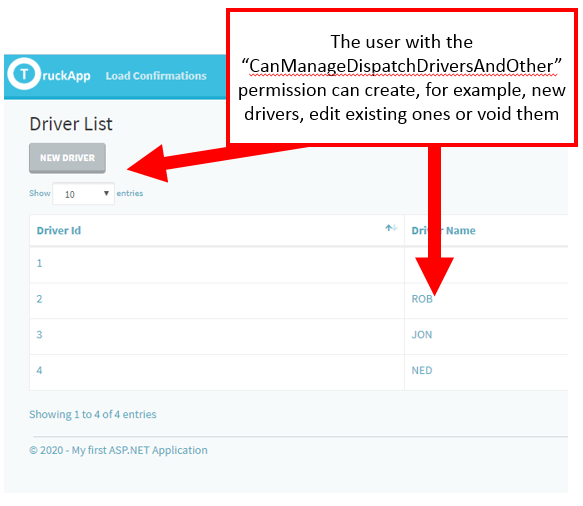 The user with the
“CanManageDispatchDriversAndOther”
permission can create, for example, new
drivers, edit existing ones or void them
TruckApp Load Confirmations
Driver List
NEW DRIVER
Show 10 entries
Driver Id Driver Name
1
2 ROB
3 JON
4 NED
Showing 1 to 4 of 4 entries
© 2020 - My first ASP.NET Application